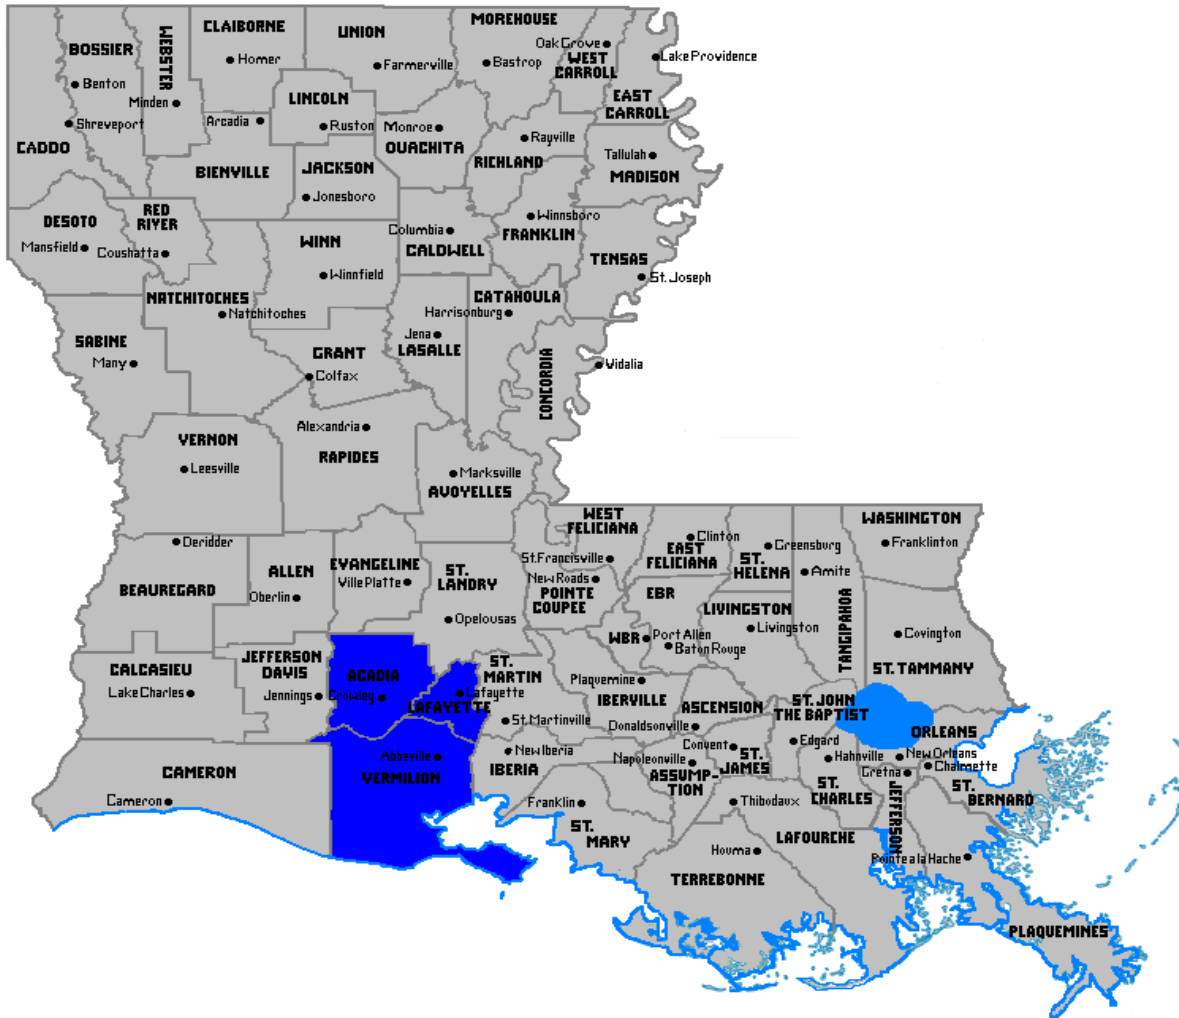 CLAIBORNE
UNION
MOREHOUSE
WEBSTER
BOSSIER
Oak Grove
WEST
CARROLL
Lake Providence
Homer
Farmerville
Bastrop
Benton
Minden
LINCOLN
EAST
CARROLL
Shreveport
Arcadia
Ruston
Monroe
OUACHITA
Rayville
CADDO
BIENVILLE
JACKSON
RICHLAND
Tallulah
MADISON
Jonesboro
DESOTO
RED
RIVER
WINN
Columbia
CALDWELL
Winnsboro
FRANKLIN
Mansfield
Coushatta
TENSAS
Winnfield
St. Joseph
NATCHITOCHES
Natchitoches
CATAHOULA
Harrisonburg
SABINE
Many
GRANT
Colfax
Jena
LASALLE
CONCORDIA
Vidalia
VERNON
Leesville
Alexandria
RAPIDES
Marksville
AVOYELLES
WEST
FELICIANA
WASHINGTON
Franklinton
Deridder
Clinton
EAST
FELICIANA
Greensburg
ST.
HELENA
St. Francisville
EVANGELINE
Ville Platte
ALLEN
Oberlin
ST.
LANDRY
New Roads
POINTE
COUPEE
Amite
BEAUREGARD
EBR
LIVINGSTON
Livingston
TANGIPAHOA
Opelousas
WBR
Port Allen
Baton Rouge
Covington
ST. TAMMANY
CALCASIEU
Lake Charles
JEFFERSON
DAVIS
Jennings
ACADIA
Crowley
ST.
MARTIN
Lafayette
LAFAYETTE
Plaquemine
IBERVILLE
ASCENSION
ST. JOHN
THE BAPTIST
St. Martinville
Donaldsonville
ORLEANS
Abbeville
VERMILION
New Iberia
IBERIA
Napoleonville
ASSUMP-
TION
Convent
ST.
JAMES
Edgard
Hahnville
New Orleans
Chalmette
Gretna
CAMERON
Cameron
Franklin
ST.
MARY
Thibodaux
ST.
CHARLES
JEFFERSON
ST.
BERNARD
LAFOURCHE
Houma
TERREBONNE
Pointe a la Hache
PLAQUEMINES